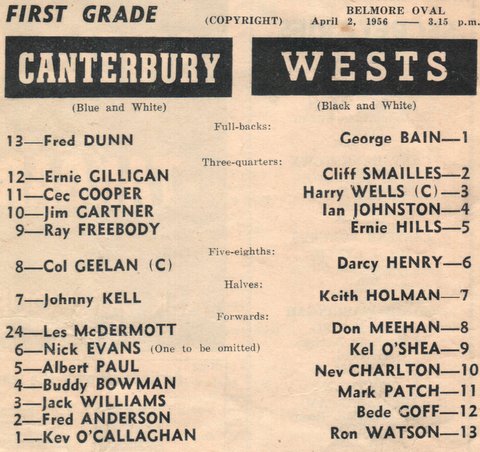 FIRST GRADE (COPYRIGHT) BELMORE OVAL
April 2, 1956 — 3.15 p.m.
CANTERBURY WESTS
(Blue and White) (Black and White)
Full-backs:
13—Fred DUNN George BAIN—1
Three-quarters:
12—Ernie GILLIGAN Cliff SMAILLES—2
11—Cec COOPER Harry WELLS (C)—3
10—Jim GARTNER Ian JOHNSTON—4
9—Ray FREEBODY Ernie HILLS—5
Five-eighths:
8—Col GEELAN (C) Darcy HENRY—6
Halves:
7—Johnny KELL Keith HOLMAN—7
Forwards:
24—Les McDERMOTT Don MEEHAN—8
6—Nick EVANS (One to be omitted) Kel O'SHEA—9
5—Albert PAUL Nev CHARLTON—10
4—Buddy BOWMAN Mark PATCH—11
3—Jack WILLIAMS Bede GOFF—12
2—Fred ANDERSON Ron WATSON—13
1—Kev O'CALLAGHAN